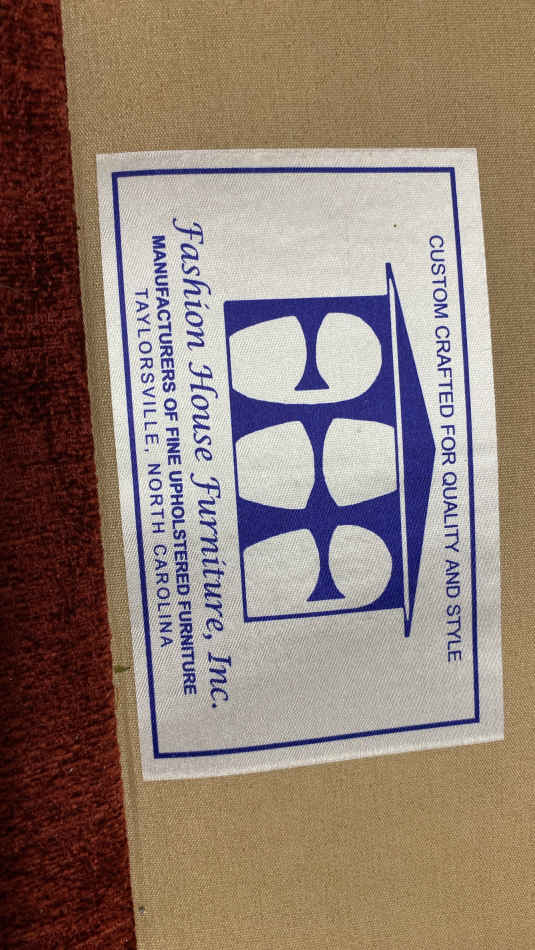 CUSTOM CRAFTED FOR QUALITY AND STYLE
Fashion House Furniture, Inc.
MANUFACTURERS OF FINE UPHOLSTERED FURNITURE
TAYLORSVILLE, NORTH CAROLINA